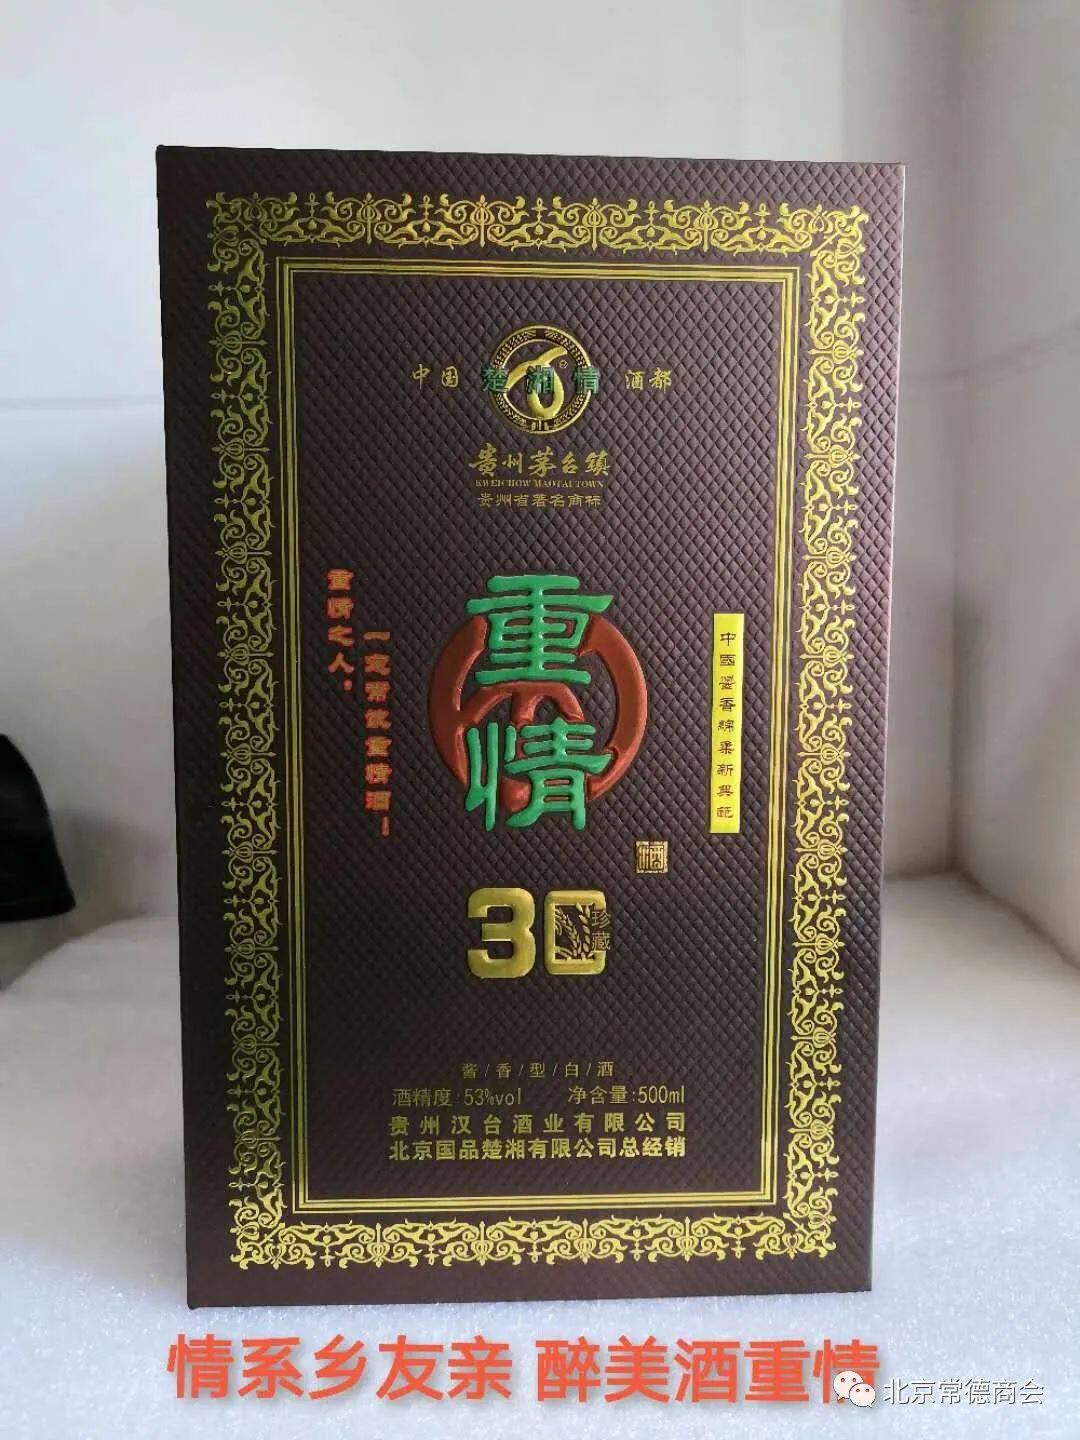 中国 楚湘情® 酒都
贵州茅台镇
KWEICHOW MAOTAI TOWN
贵州省著名商标
重情之人，
一定常饮重情酒！
重情
中國醬香綿柔新典範
酒
30
珍藏
酱/香/型/白/酒
酒精度:53%vol 净含量:500ml
贵州汉台酒业有限公司
北京国品楚湘有限公司总经销
情系乡友亲 醉美酒重情
北京常德商会